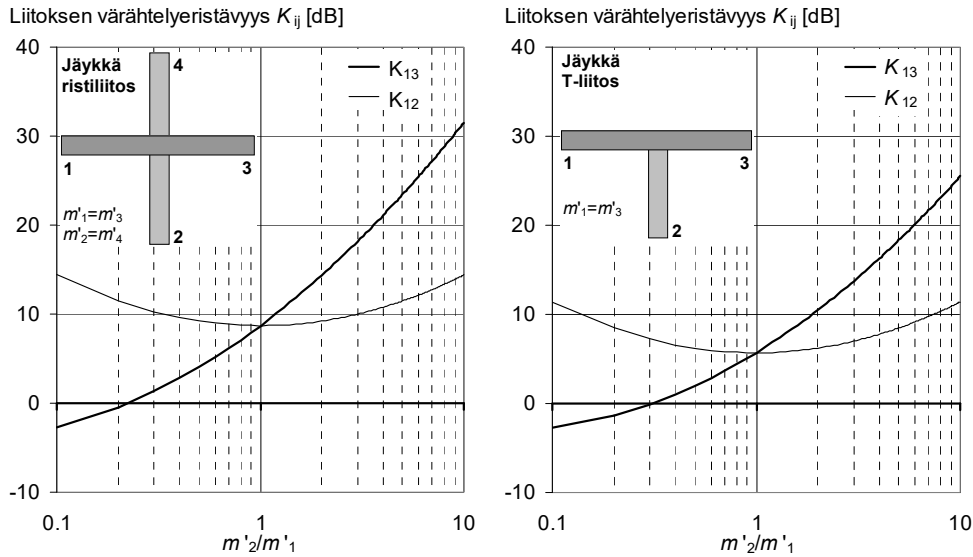 Liitoksen värähtelyeristävyys K ij [dB]
40
30
20
10
0
-10
0.1
1
10
m'2/m'1
Jäykkä
ristiliitos
4
1
3
2
m'1=m'3
m'2=m'4
K13
K12
Liitoksen värähtelyeristävyys K ij [dB]
40
30
20
10
0
-10
0.1
1
10
m'2/m'1
Jäykkä
T-liitos
1
3
2
m'1=m'3
K13
K12